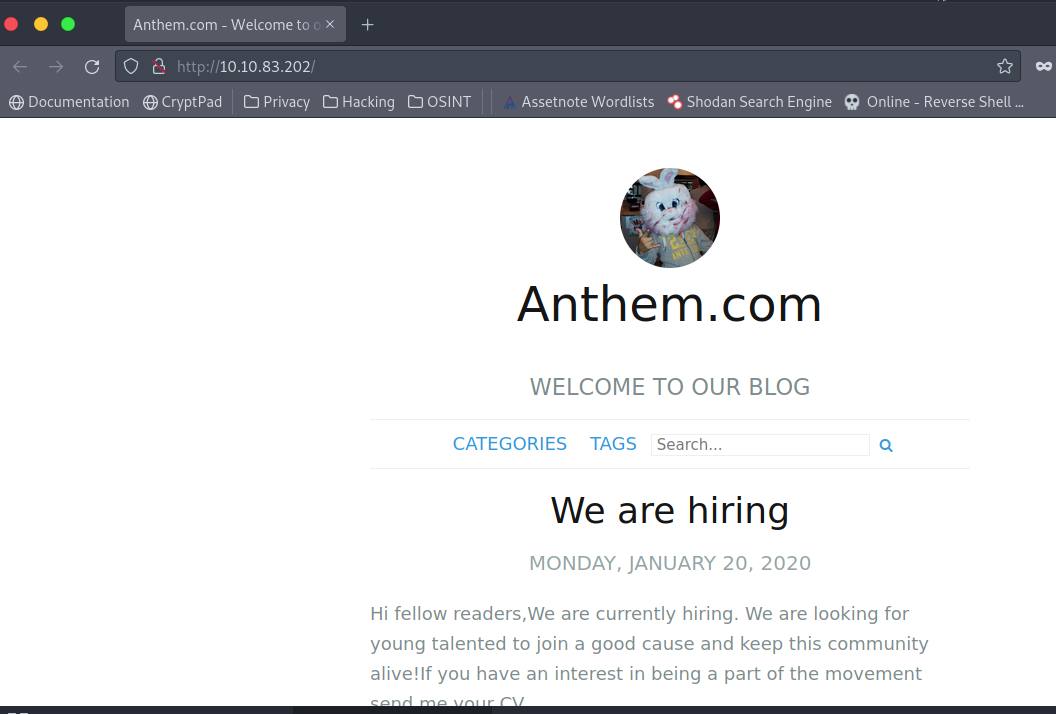 Anthem.com - Welcome to o
http://10.10.83.202/
Documentation CryptPad Privacy Hacking OSINT Assetnote Wordlists Shodan Search Engine Online - Reverse Shell ...
Anthem.com
WELCOME TO OUR BLOG
CATEGORIES TAGS Search...
We are hiring
MONDAY, JANUARY 20, 2020
Hi fellow readers,We are currently hiring. We are looking for
young talented to join a good cause and keep this community
alive!If you have an interest in being a part of the movement
send me your CV